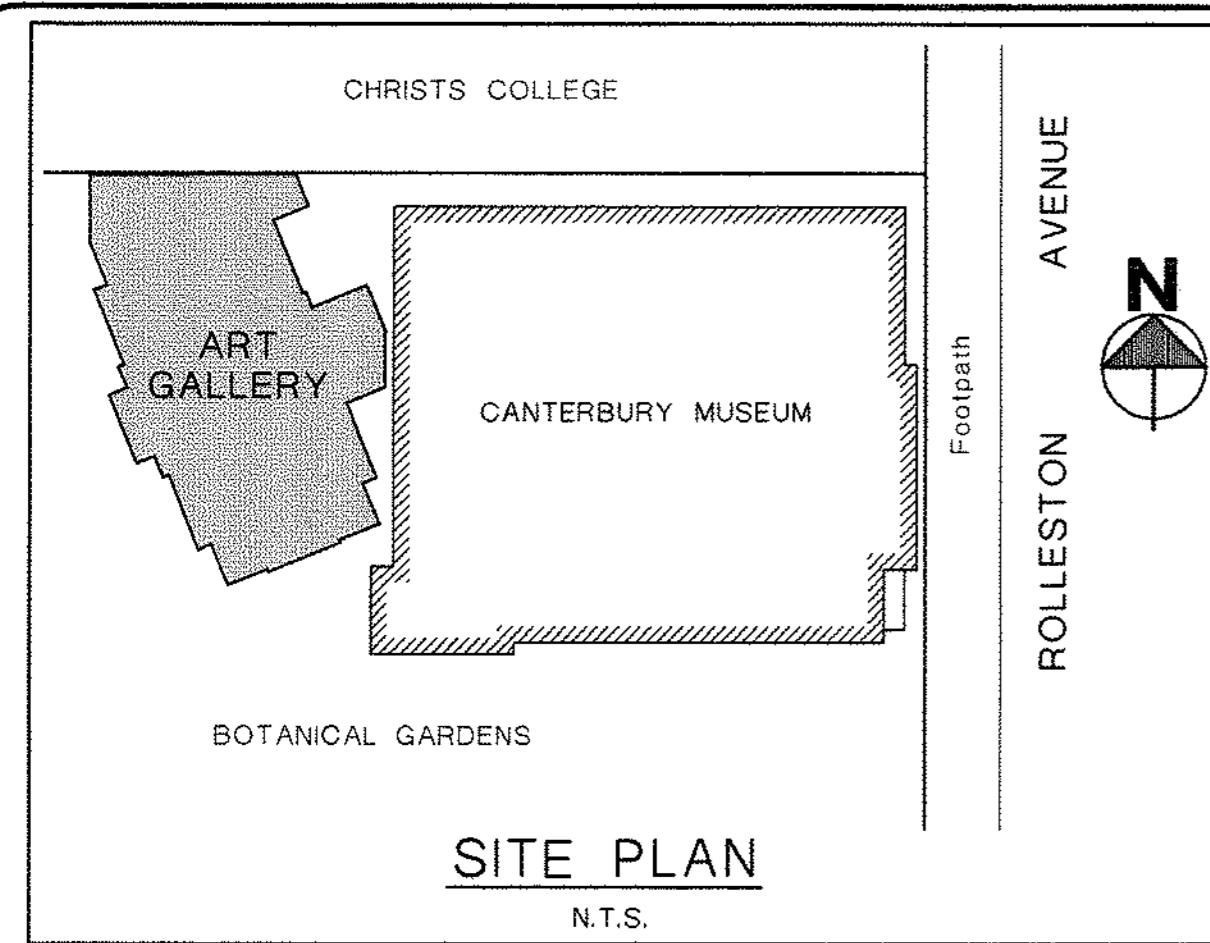 CHRISTS COLLEGE
ROLLESTON AVENUE
N
ART
GALLERY
CANTERBURY MUSEUM
Footpath
BOTANICAL GARDENS
SITE PLAN
N.T.S.